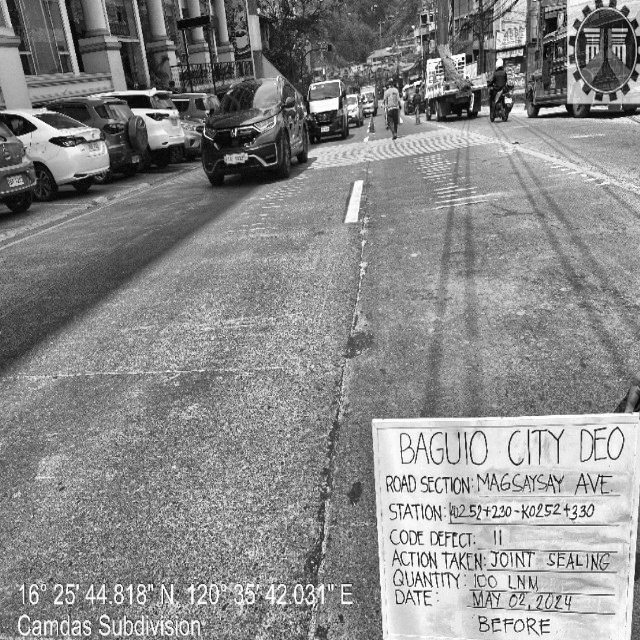 BAGUIO CITY DEO
ROAD SECTION: MAGSAYSAY AVE.
STATION: K0252+230-K0252+330
CODE DEFECT: 11
ACTION TAKEN: JOINT SEALING
QUANTITY: 100 LNM
DATE: MAY 02, 2024
BEFORE
16° 25' 44.818" N, 120° 35' 42.031" E
Camdas Subdivision